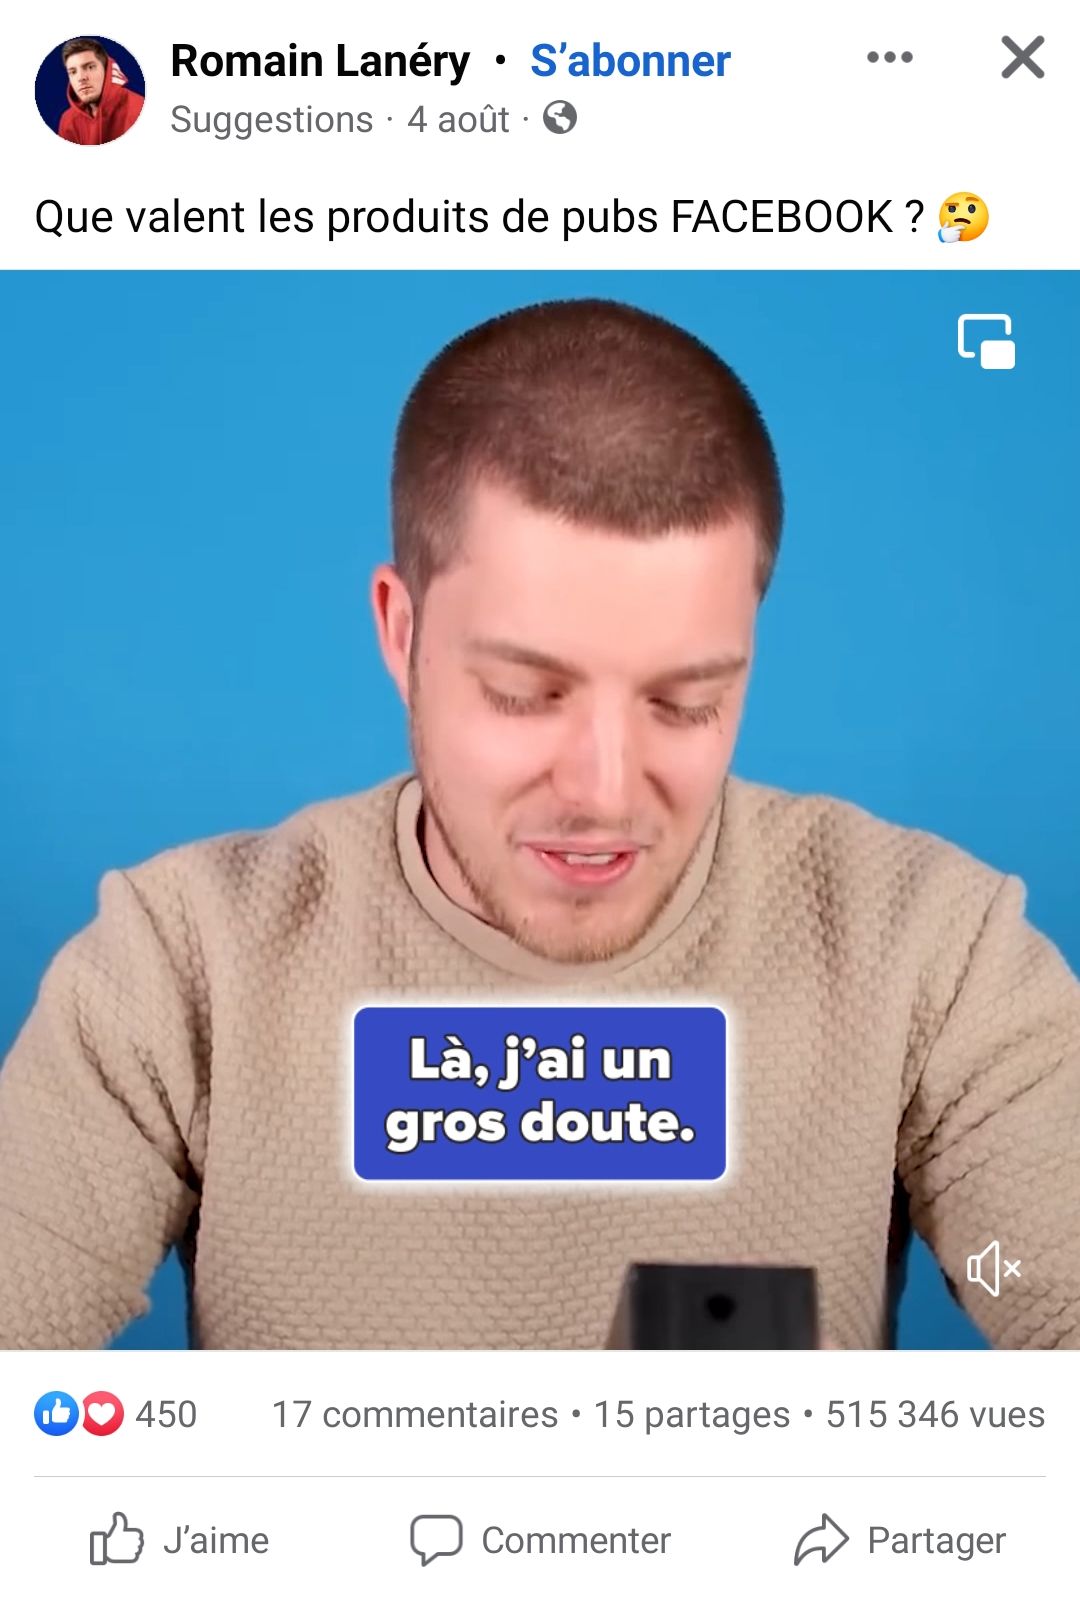 Romain Lanéry • S’abonner
Suggestions · 4 août ·
Que valent les produits de pubs FACEBOOK ? 🤔
Là, j’ai un
gros doute.
450 17 commentaires • 15 partages • 515 346 vues
J’aime Commenter Partager